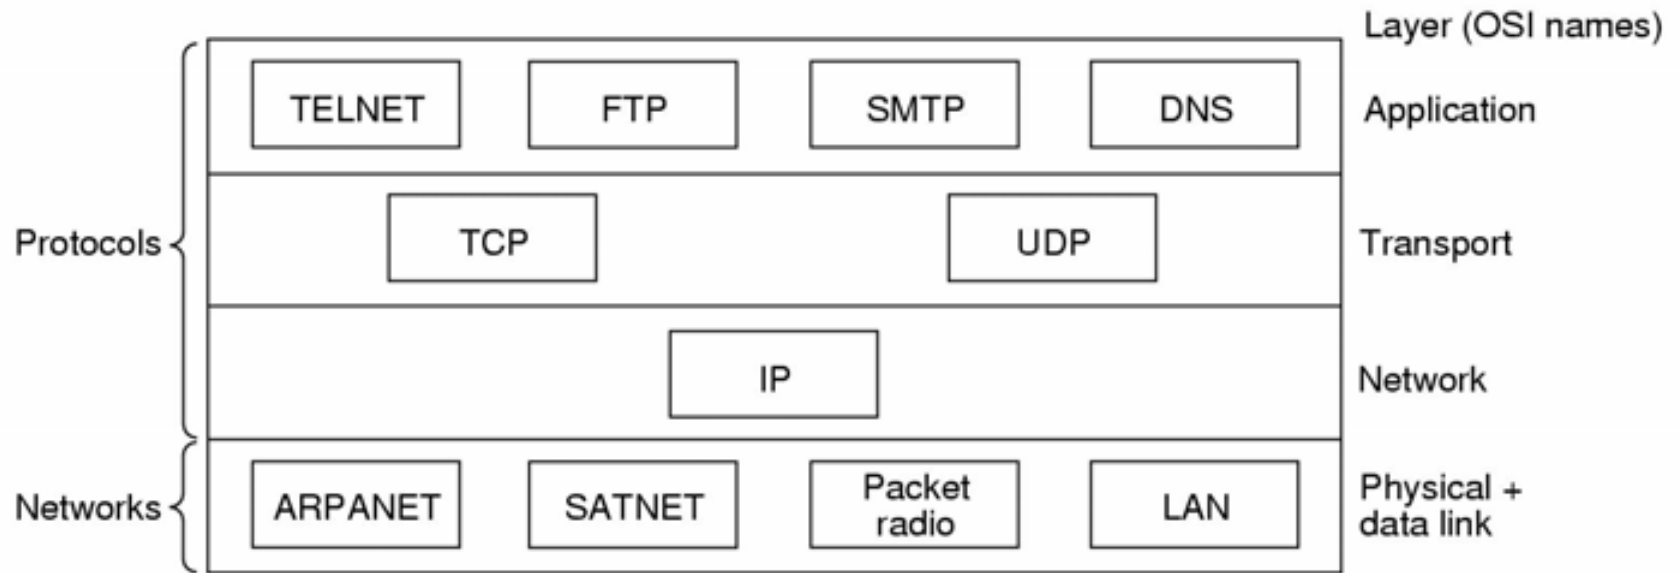 Layer (OSI names)
TELNET FTP SMTP DNS Application
Protocols TCP UDP Transport
IP Network
Networks ARPANET SATNET Packet radio LAN Physical +
data link